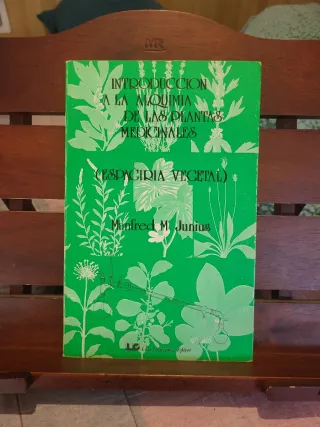 INTRODUCCION
A LA ALQUIMIA
DE LAS PLANTAS
MEDICINALES
(ESPAGIRIA VEGETAL)
Manfred M. Junius